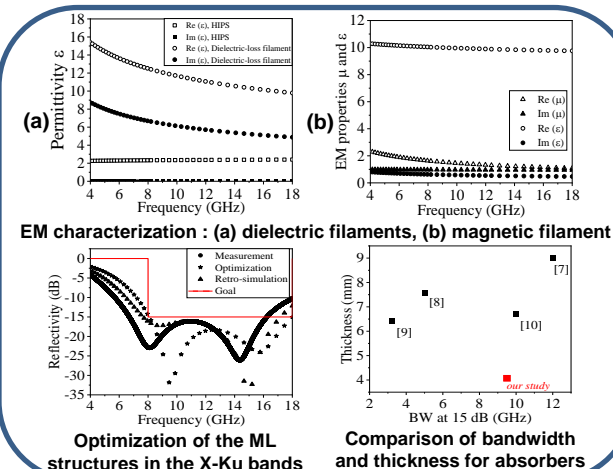 18
16
14
12
10
8
6
4
2
0
Permittivity ε
Re (ε), HIPS
Im (ε), HIPS
Re (ε), Dielectric-loss filament
Im (ε), Dielectric-loss filament
(a)
4 6 8 10 12 14 16 18
Frequency (GHz)
12
10
8
6
4
2
0
EM properties μ and ε
Re (μ)
Im (μ)
Re (ε)
Im (ε)
(b)
4 6 8 10 12 14 16 18
Frequency (GHz)
EM characterization : (a) dielectric filaments, (b) magnetic filament
0
-5
-10
-15
-20
-25
-30
-35
Reflectivity (dB)
Measurement
Optimization
Retro-simulation
Goal
4 6 8 10 12 14 16 18
Frequency (GHz)
Optimization of the ML
structures in the X-Ku bands
9
8
7
6
5
4
Thickness (mm)
[7]
[8]
[9]
[10]
our study
2 4 6 8 10 12
BW at 15 dB (GHz)
Comparison of bandwidth
and thickness for absorbers